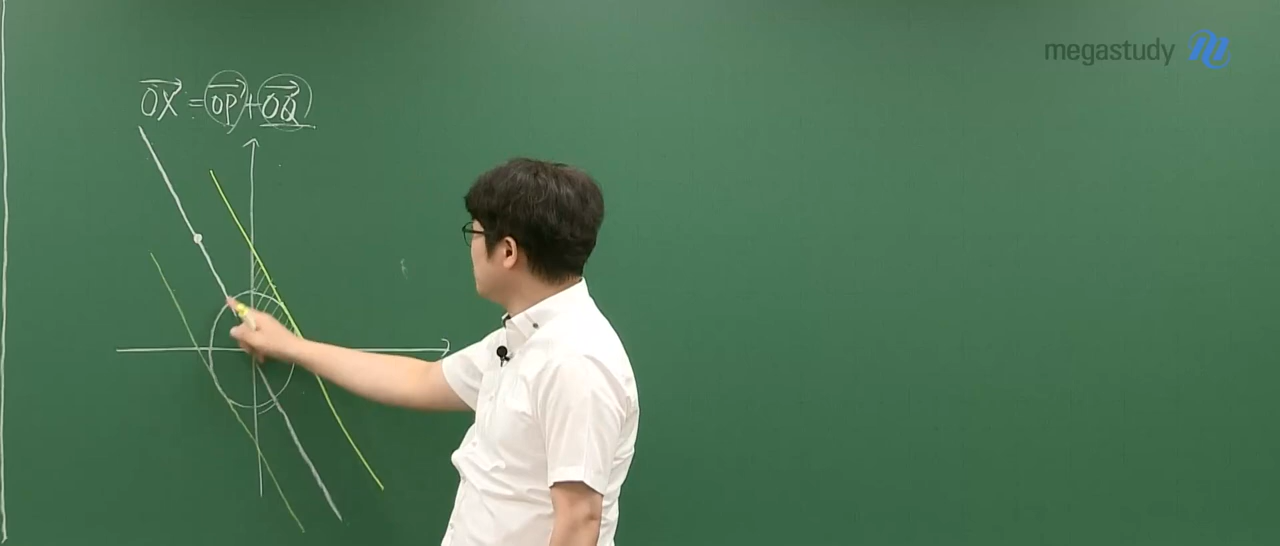 megastudy
OX = OP + OQ